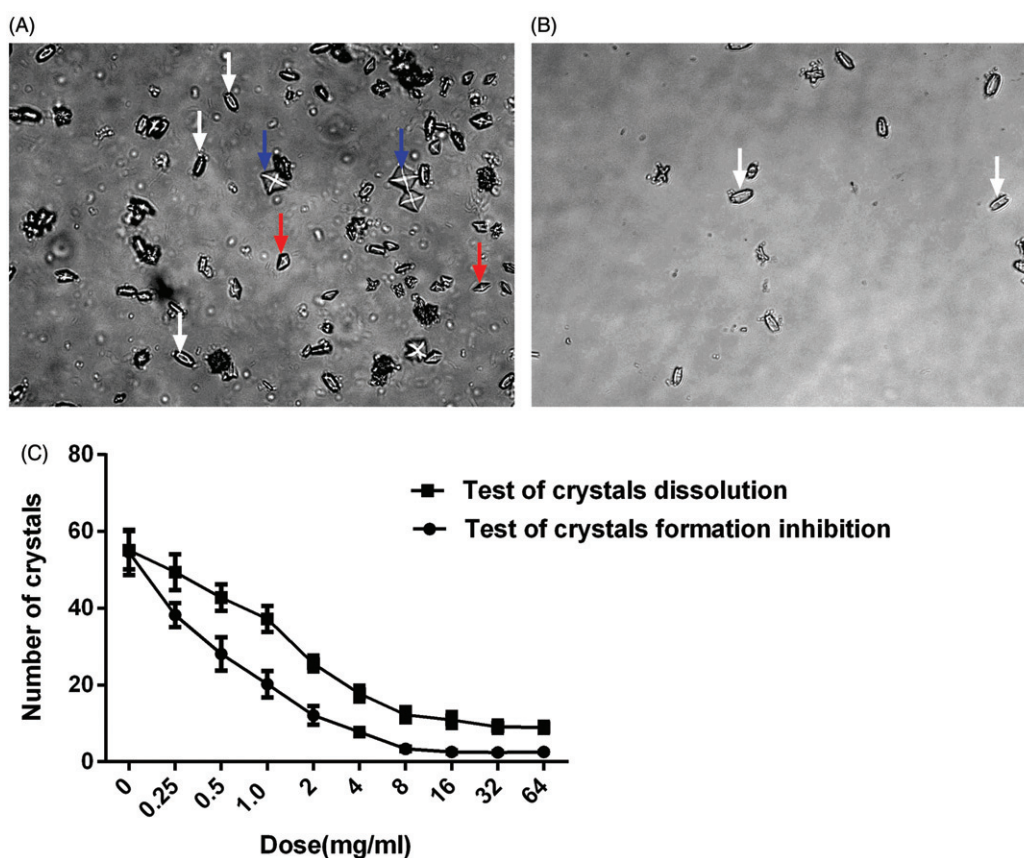 (A)
(B)
(C)
80
60
40
20
0
Number of crystals
Test of crystals dissolution
Test of crystals formation inhibition
0 0.25 0.5 1.0 2 4 8 16 32 64
Dose(mg/ml)